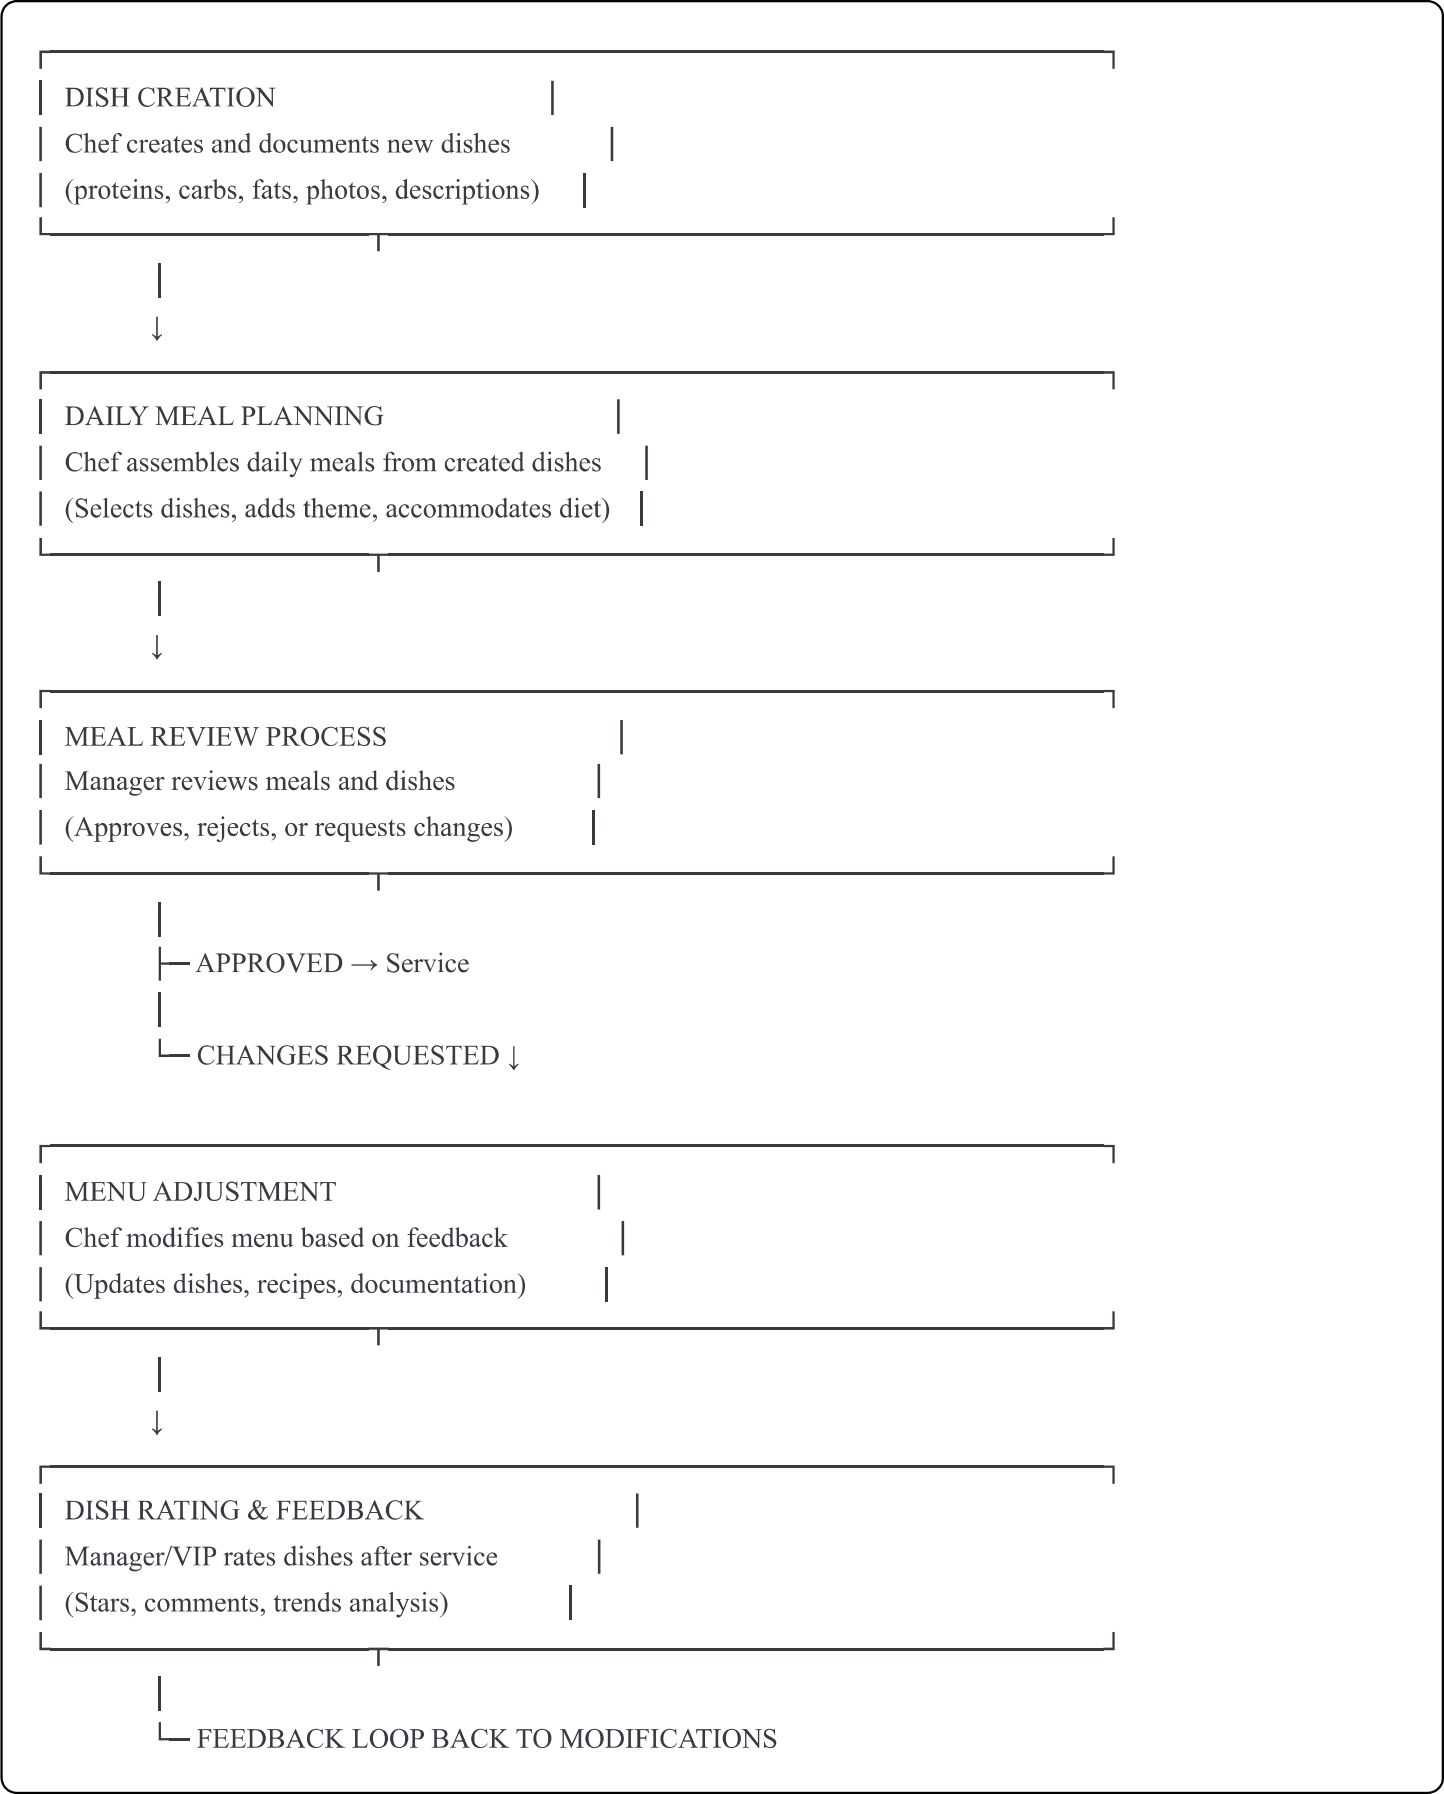 DISH CREATION
Chef creates and documents new dishes
(proteins, carbs, fats, photos, descriptions)
↓
DAILY MEAL PLANNING
Chef assembles daily meals from created dishes
(Selects dishes, adds theme, accommodates diet)
↓
MEAL REVIEW PROCESS
Manager reviews meals and dishes
(Approves, rejects, or requests changes)
APPROVED → Service
CHANGES REQUESTED ↓
MENU ADJUSTMENT
Chef modifies menu based on feedback
(Updates dishes, recipes, documentation)
↓
DISH RATING & FEEDBACK
Manager/VIP rates dishes after service
(Stars, comments, trends analysis)
FEEDBACK LOOP BACK TO MODIFICATIONS